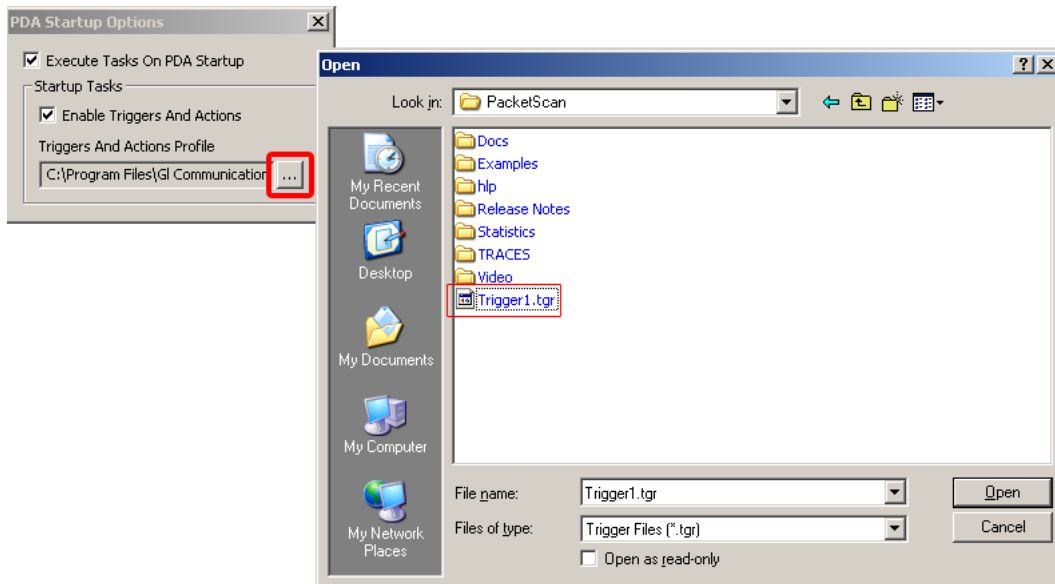 PDA Startup Options
Execute Tasks On PDA Startup
Startup Tasks
Enable Triggers And Actions
Triggers And Actions Profile
C:\Program Files\Gl Communication
...
Open
Look in:
PacketScan
My Recent
Documents
Desktop
My Documents
My Computer
My Network
Places
Docs
Examples
hlp
Release Notes
Statistics
TRACES
Video
Trigger1.tgr
File name:
Trigger1.tgr
Open
Files of type:
Trigger Files (*.tgr)
Cancel
Open as read-only